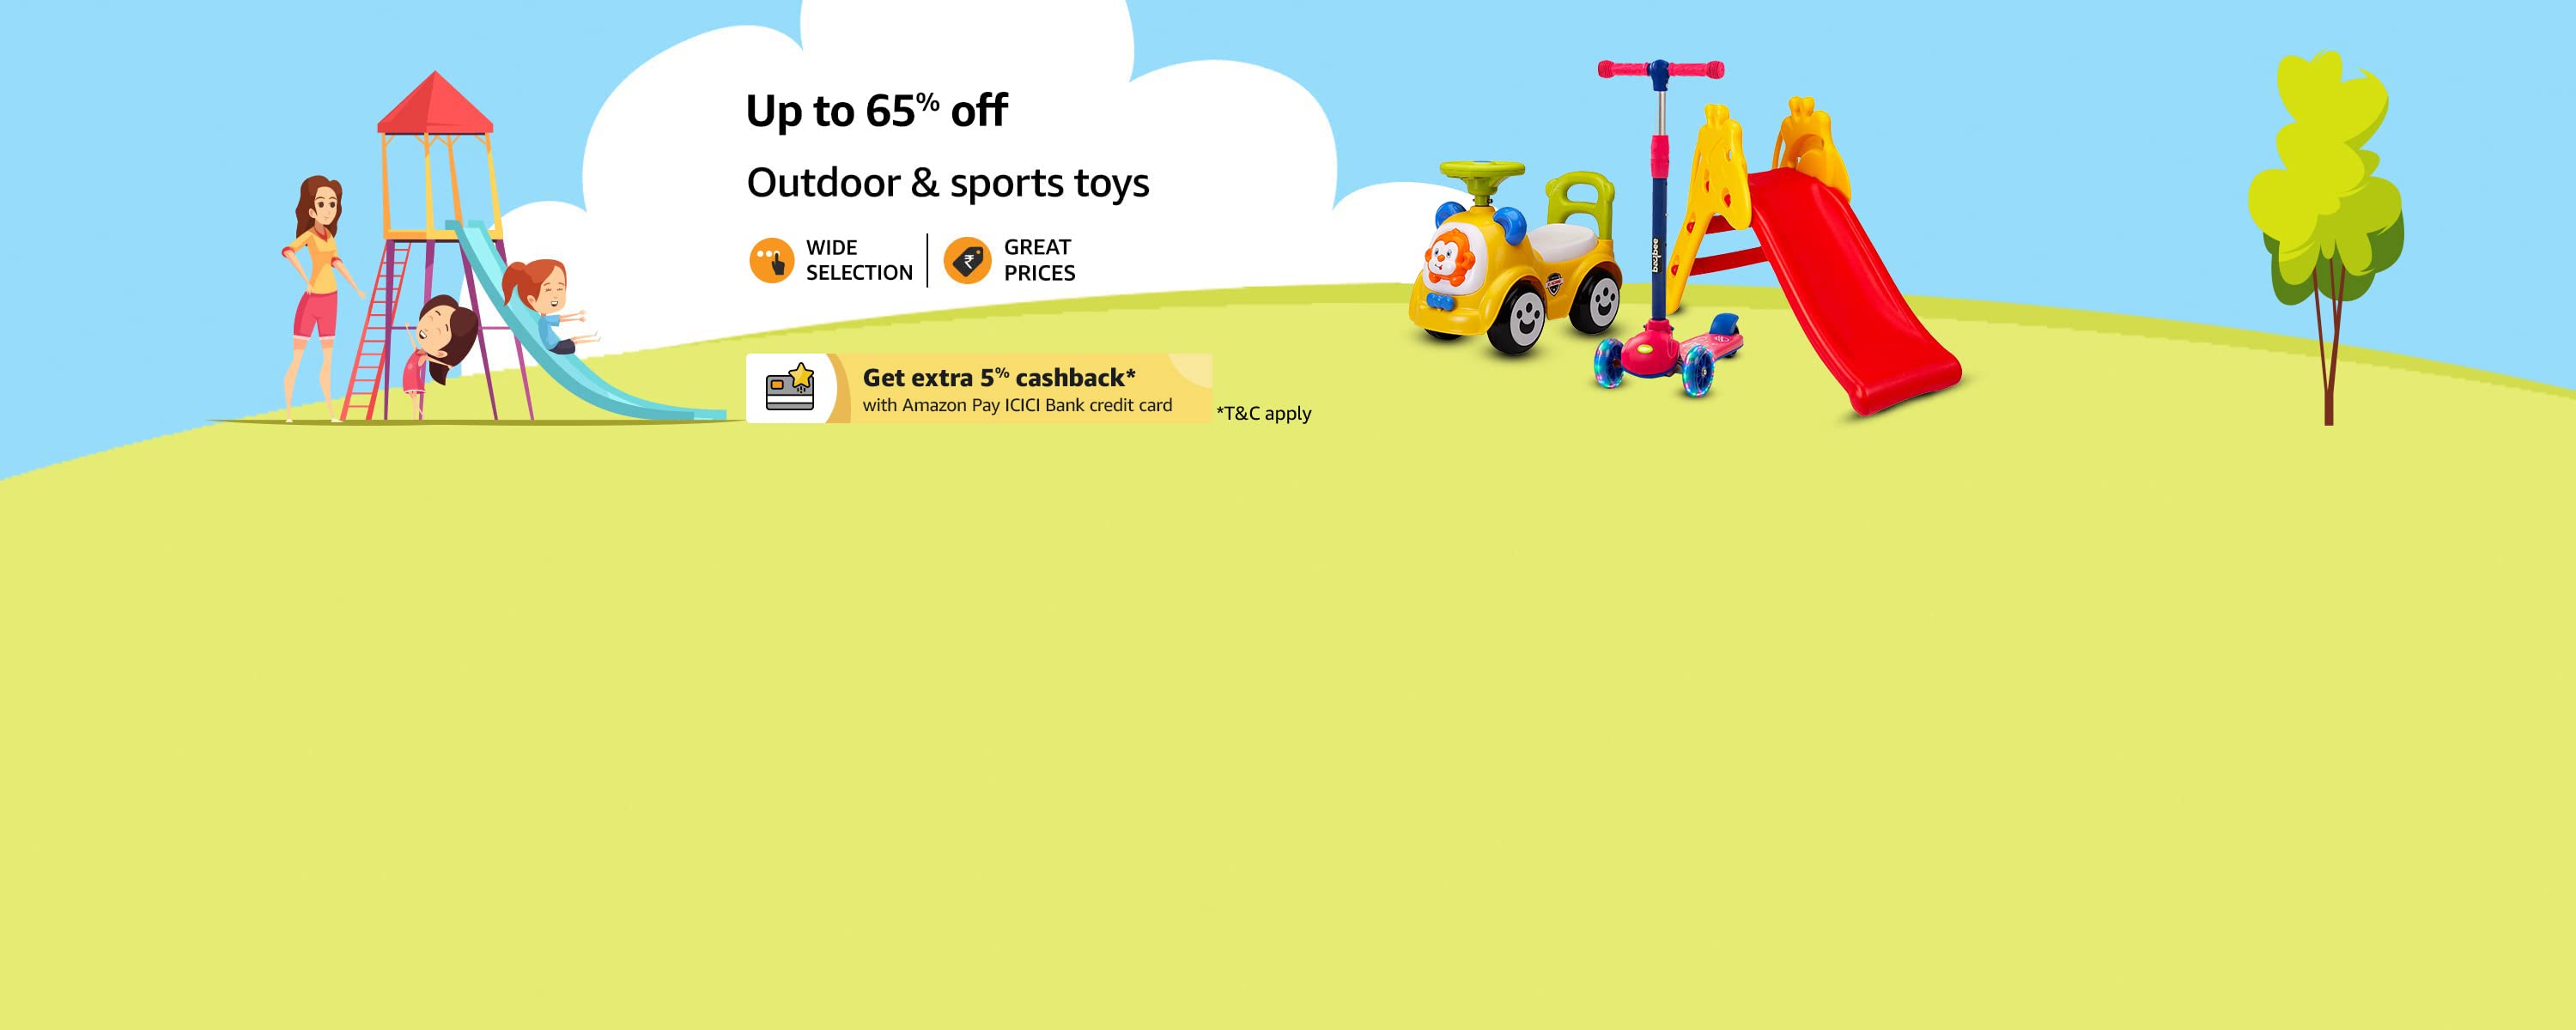 Up to 65% off
Outdoor & sports toys
WIDE
SELECTION
GREAT
PRICES
Get extra 5% cashback*
with Amazon Pay ICICI Bank credit card
*T&C apply
baybee